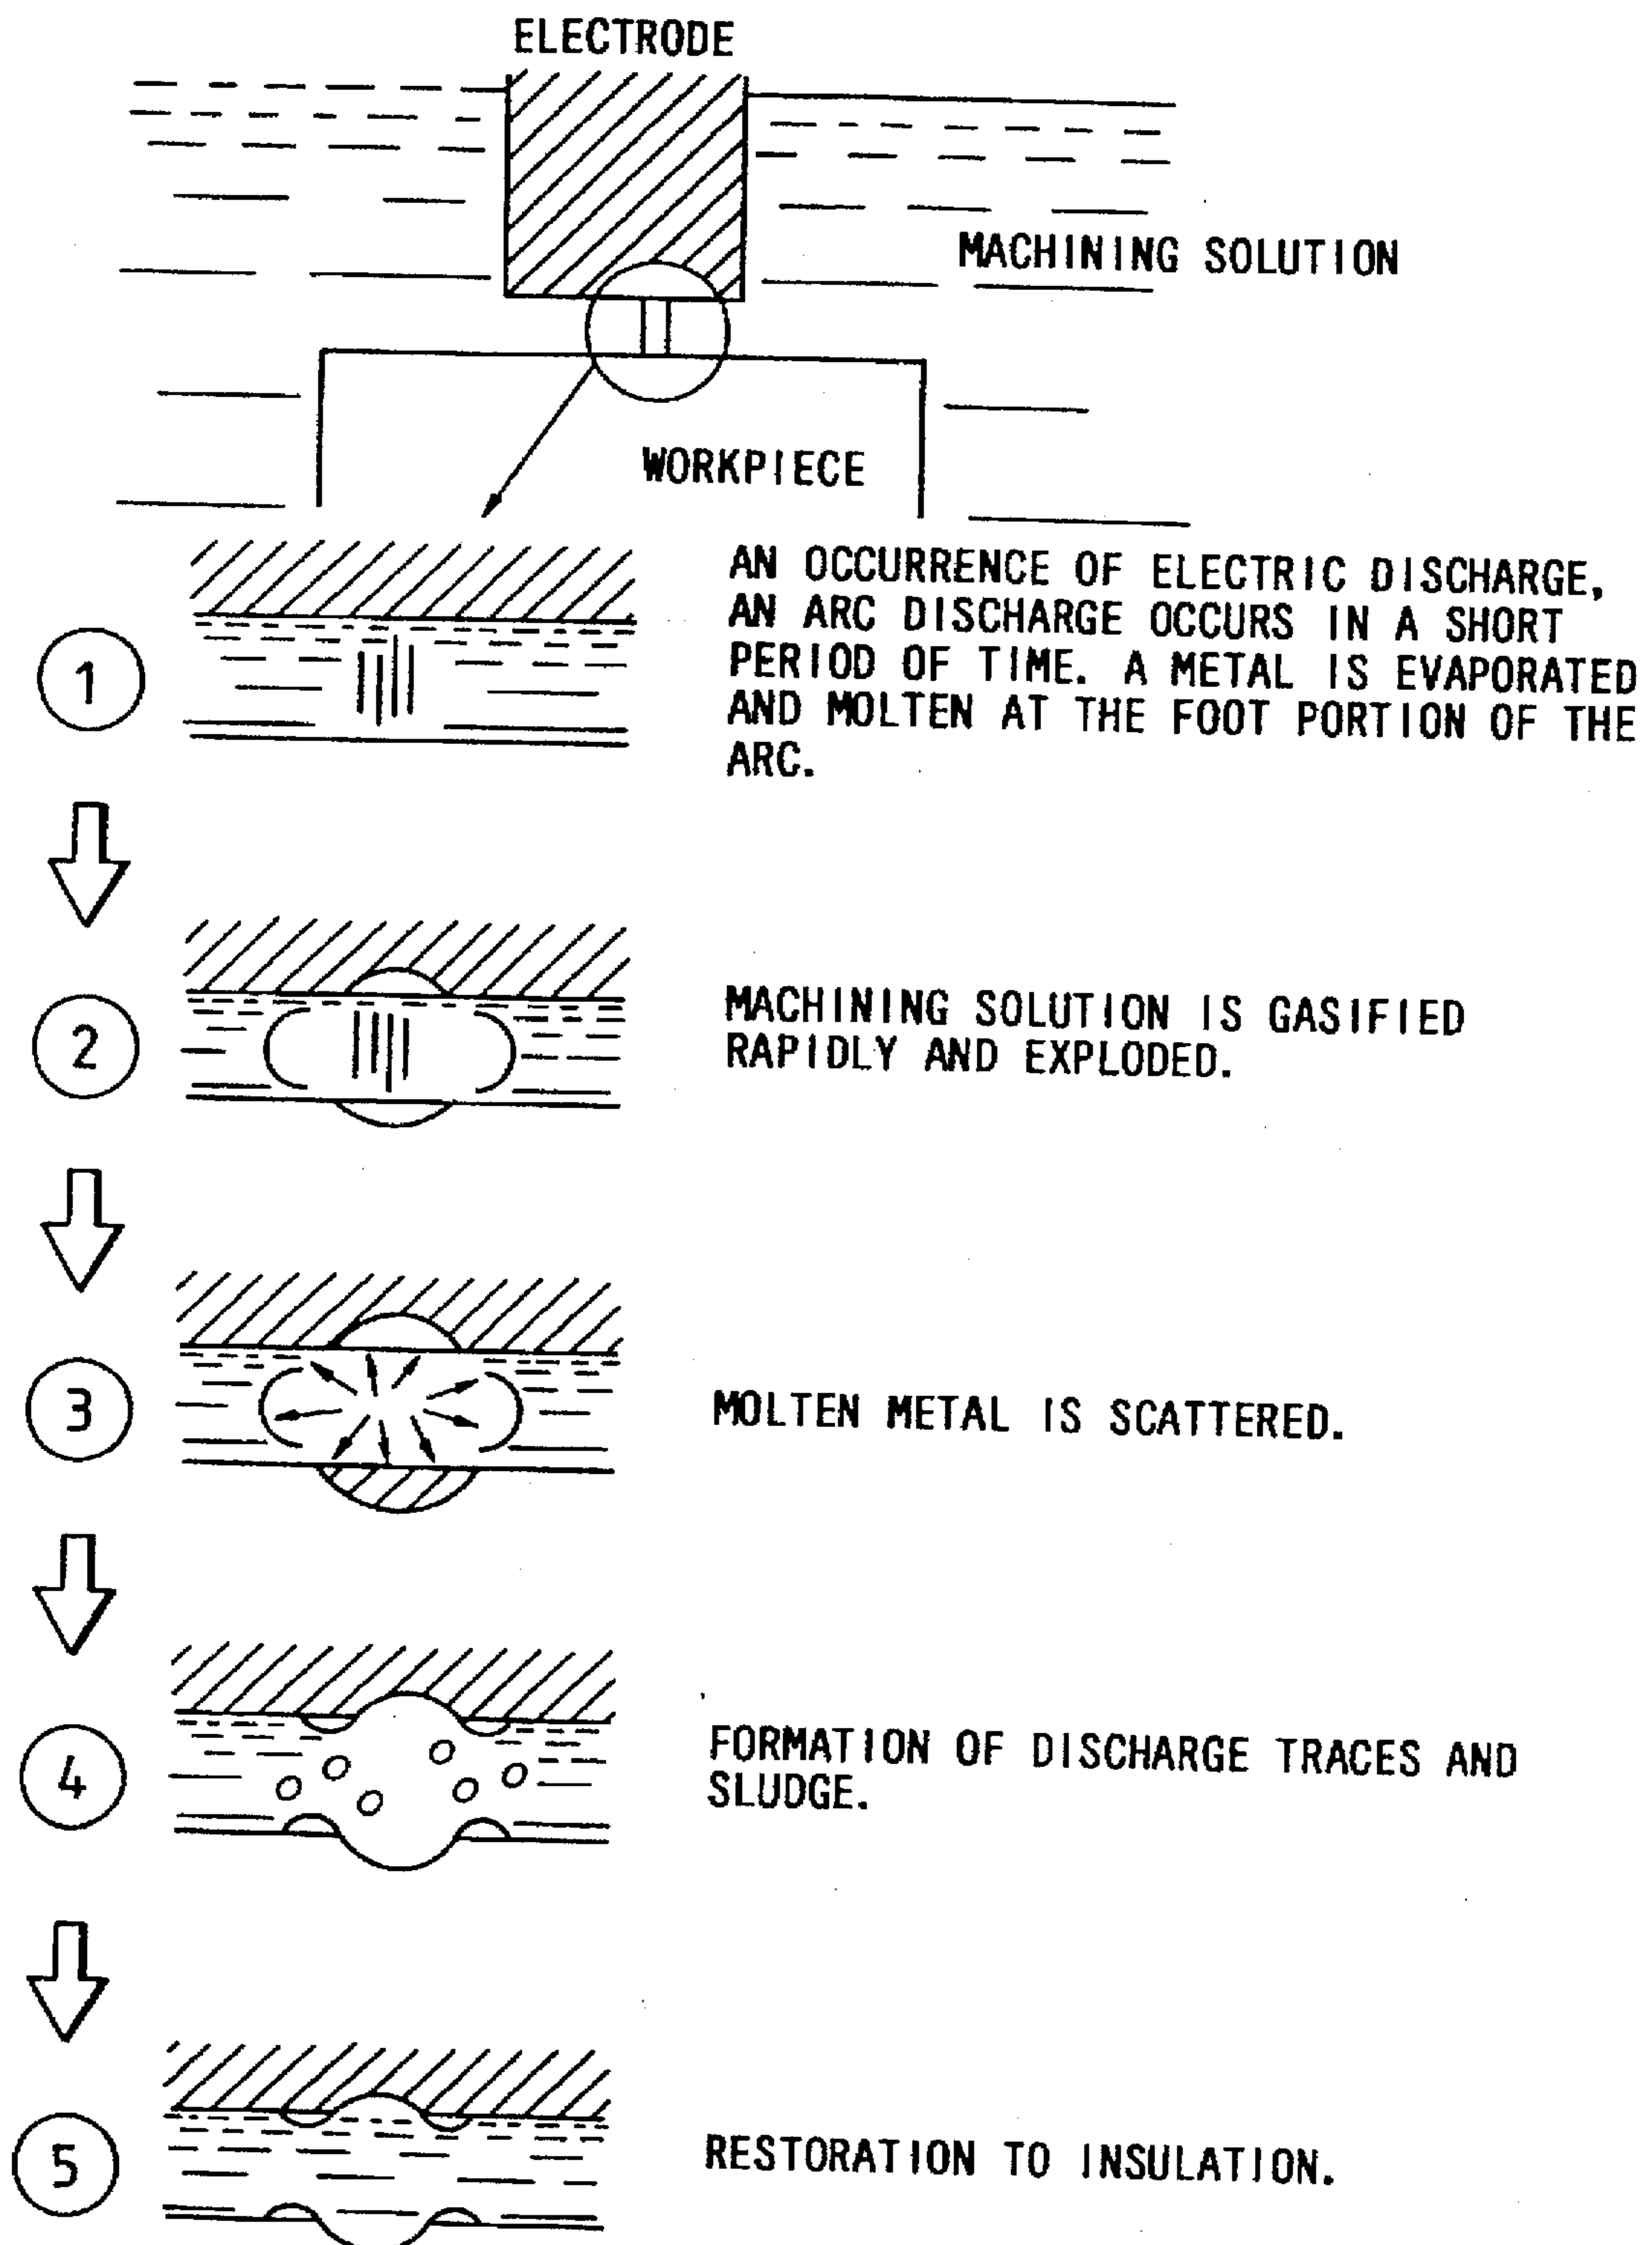 ELECTRODE
MACHINING SOLUTION
WORKPIECE
1
AN OCCURRENCE OF ELECTRIC DISCHARGE,
AN ARC DISCHARGE OCCURS IN A SHORT
PERIOD OF TIME. A METAL IS EVAPORATED
AND MOLTEN AT THE FOOT PORTION OF THE
ARC.
2
MACHINING SOLUTION IS GASIFIED
RAPIDLY AND EXPLODED.
3
MOLTEN METAL IS SCATTERED.
4
FORMATION OF DISCHARGE TRACES AND
SLUDGE.
5
RESTORATION TO INSULATION.